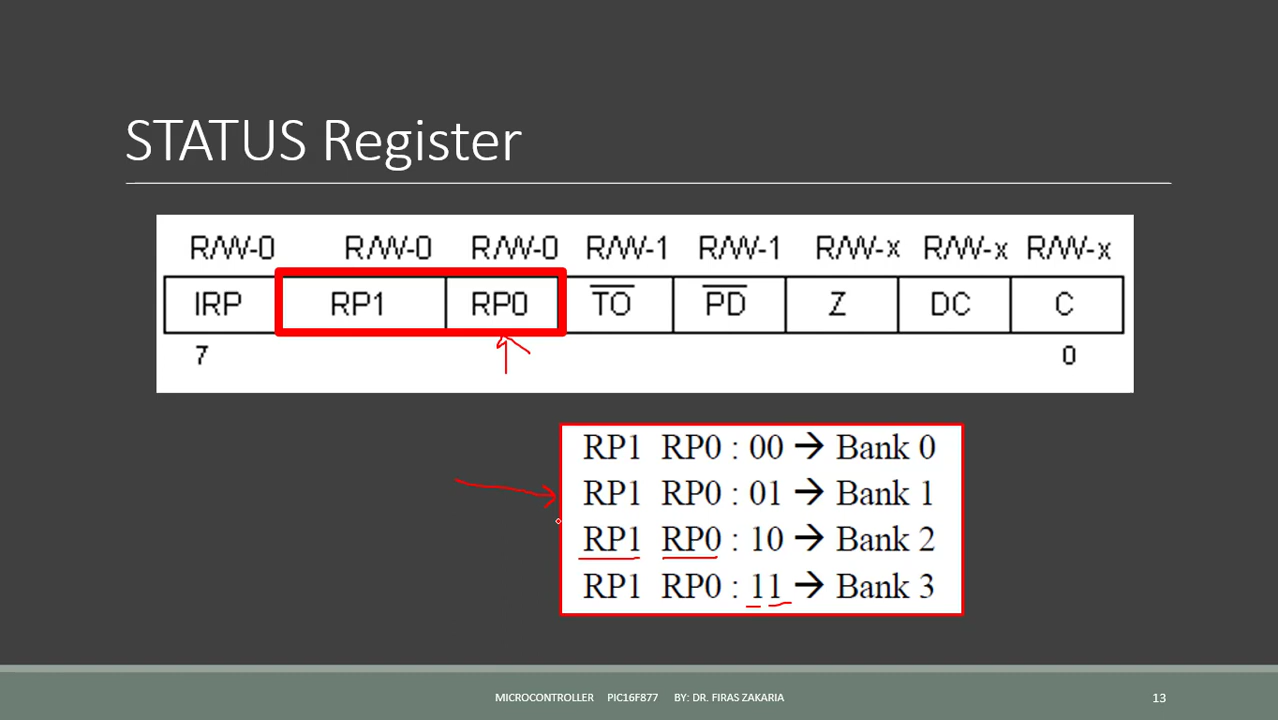 STATUS Register
R/W-0 R/W-0 R/W-0 R/W-1 R/W-1 R/W-x R/W-x R/W-x
IRP RP1 RP0 T̅O̅ P̅D̅ Z DC C
7 0
RP1 RP0 : 00 → Bank 0
RP1 RP0 : 01 → Bank 1
RP1 RP0 : 10 → Bank 2
RP1 RP0 : 11 → Bank 3
MICROCONTROLLER PIC16F877 BY: DR. FIRAS ZAKARIA 13